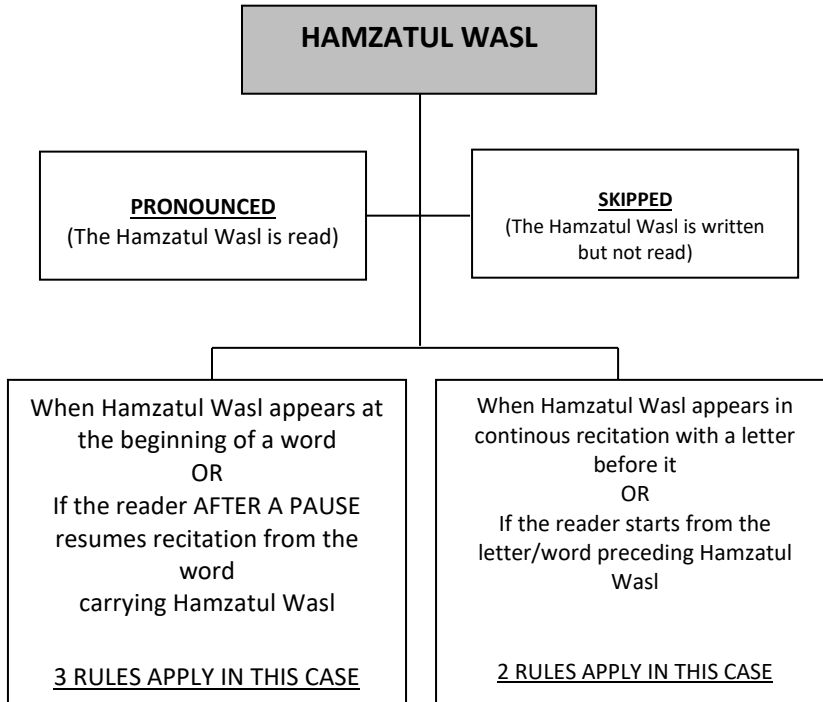 HAMZATUL WASL
PRONOUNCED
(The Hamzatul Wasl is read)
SKIPPED
(The Hamzatul Wasl is written
but not read)
When Hamzatul Wasl appears at
the beginning of a word
OR
If the reader AFTER A PAUSE
resumes recitation from the
word
carrying Hamzatul Wasl
3 RULES APPLY IN THIS CASE
When Hamzatul Wasl appears in
continous recitation with a letter
before it
OR
If the reader starts from the
letter/word preceding Hamzatul
Wasl
2 RULES APPLY IN THIS CASE